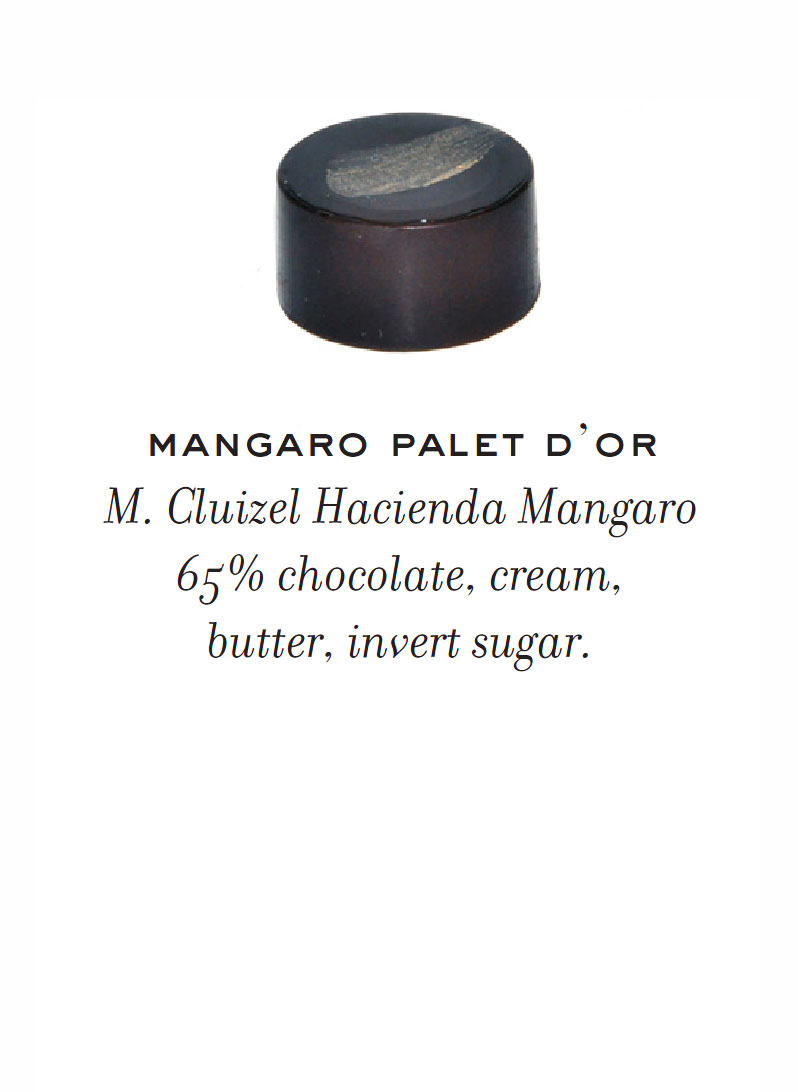 MANGARO PALET D’OR
M. Cluizel Hacienda Mangaro
65% chocolate, cream,
butter, invert sugar.